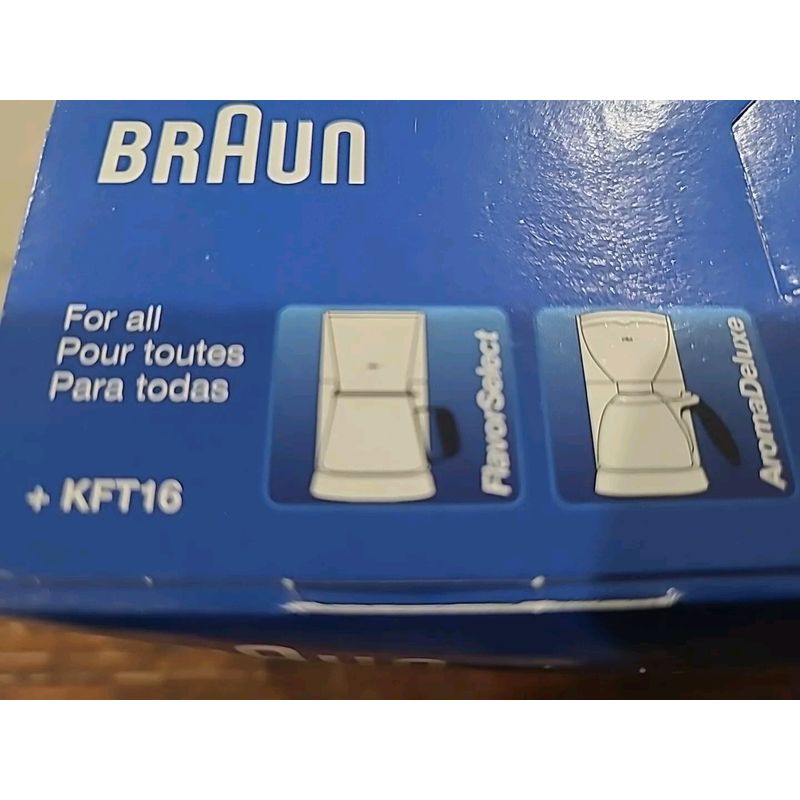 BRAUN
For all
Pour toutes
Para todas
+ KFT16
FlavorSelect
AromaDeluxe